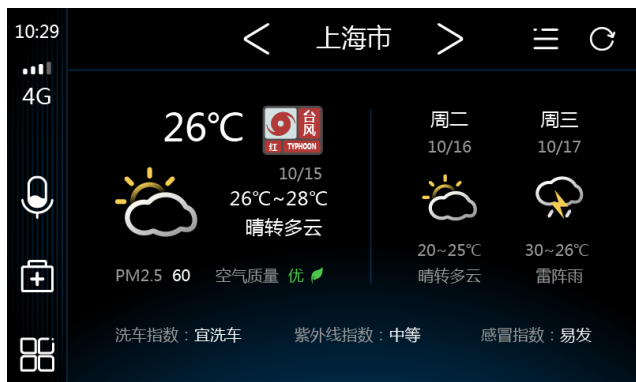 10:29
上海市
4G
26℃
台风
红 TYPHOON
10/15
26℃~28℃
晴转多云
PM2.5 60 空气质量 优
周二
10/16
20~25℃
晴转多云
周三
10/17
30~26℃
雷阵雨
洗车指数：宜洗车 紫外线指数：中等 感冒指数：易发